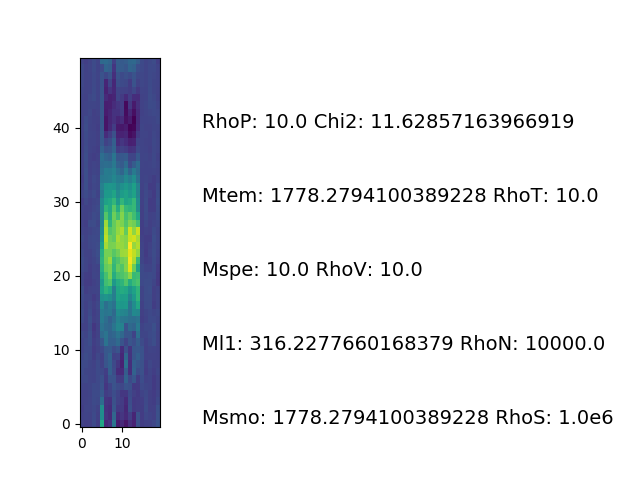 40
RhoP: 10.0 Chi2: 11.62857163966919
30
Mtem: 1778.2794100389228 RhoT: 10.0
20
Mspe: 10.0 RhoV: 10.0
10
Ml1: 316.2277660168379 RhoN: 10000.0
0
Msmo: 1778.2794100389228 RhoS: 1.0e6
0 10